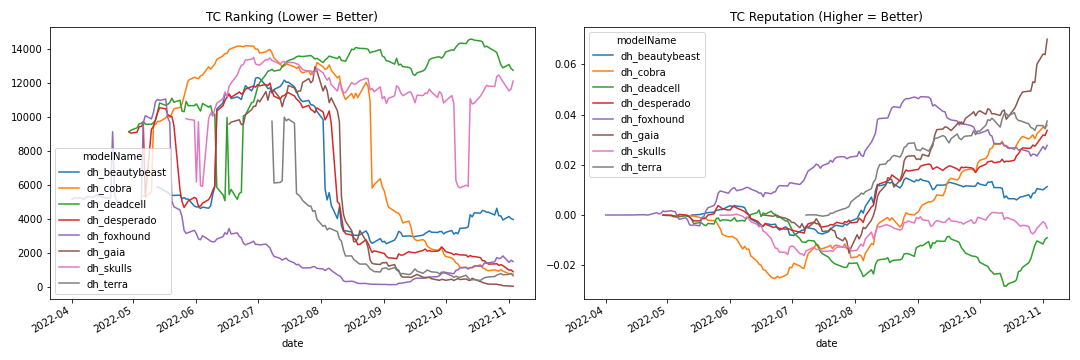 TC Ranking (Lower = Better)
14000
12000
10000
8000
6000
4000
2000
0
modelName
dh_beautybeast
dh_cobra
dh_deadcell
dh_desperado
dh_foxhound
dh_gaia
dh_skulls
dh_terra
2022-04
2022-05
2022-06
2022-07
2022-08
2022-09
2022-10
2022-11
date
TC Reputation (Higher = Better)
modelName
dh_beautybeast
dh_cobra
dh_deadcell
dh_desperado
dh_foxhound
dh_gaia
dh_skulls
dh_terra
0.06
0.04
0.02
0.00
−0.02
2022-04
2022-05
2022-06
2022-07
2022-08
2022-09
2022-10
2022-11
date